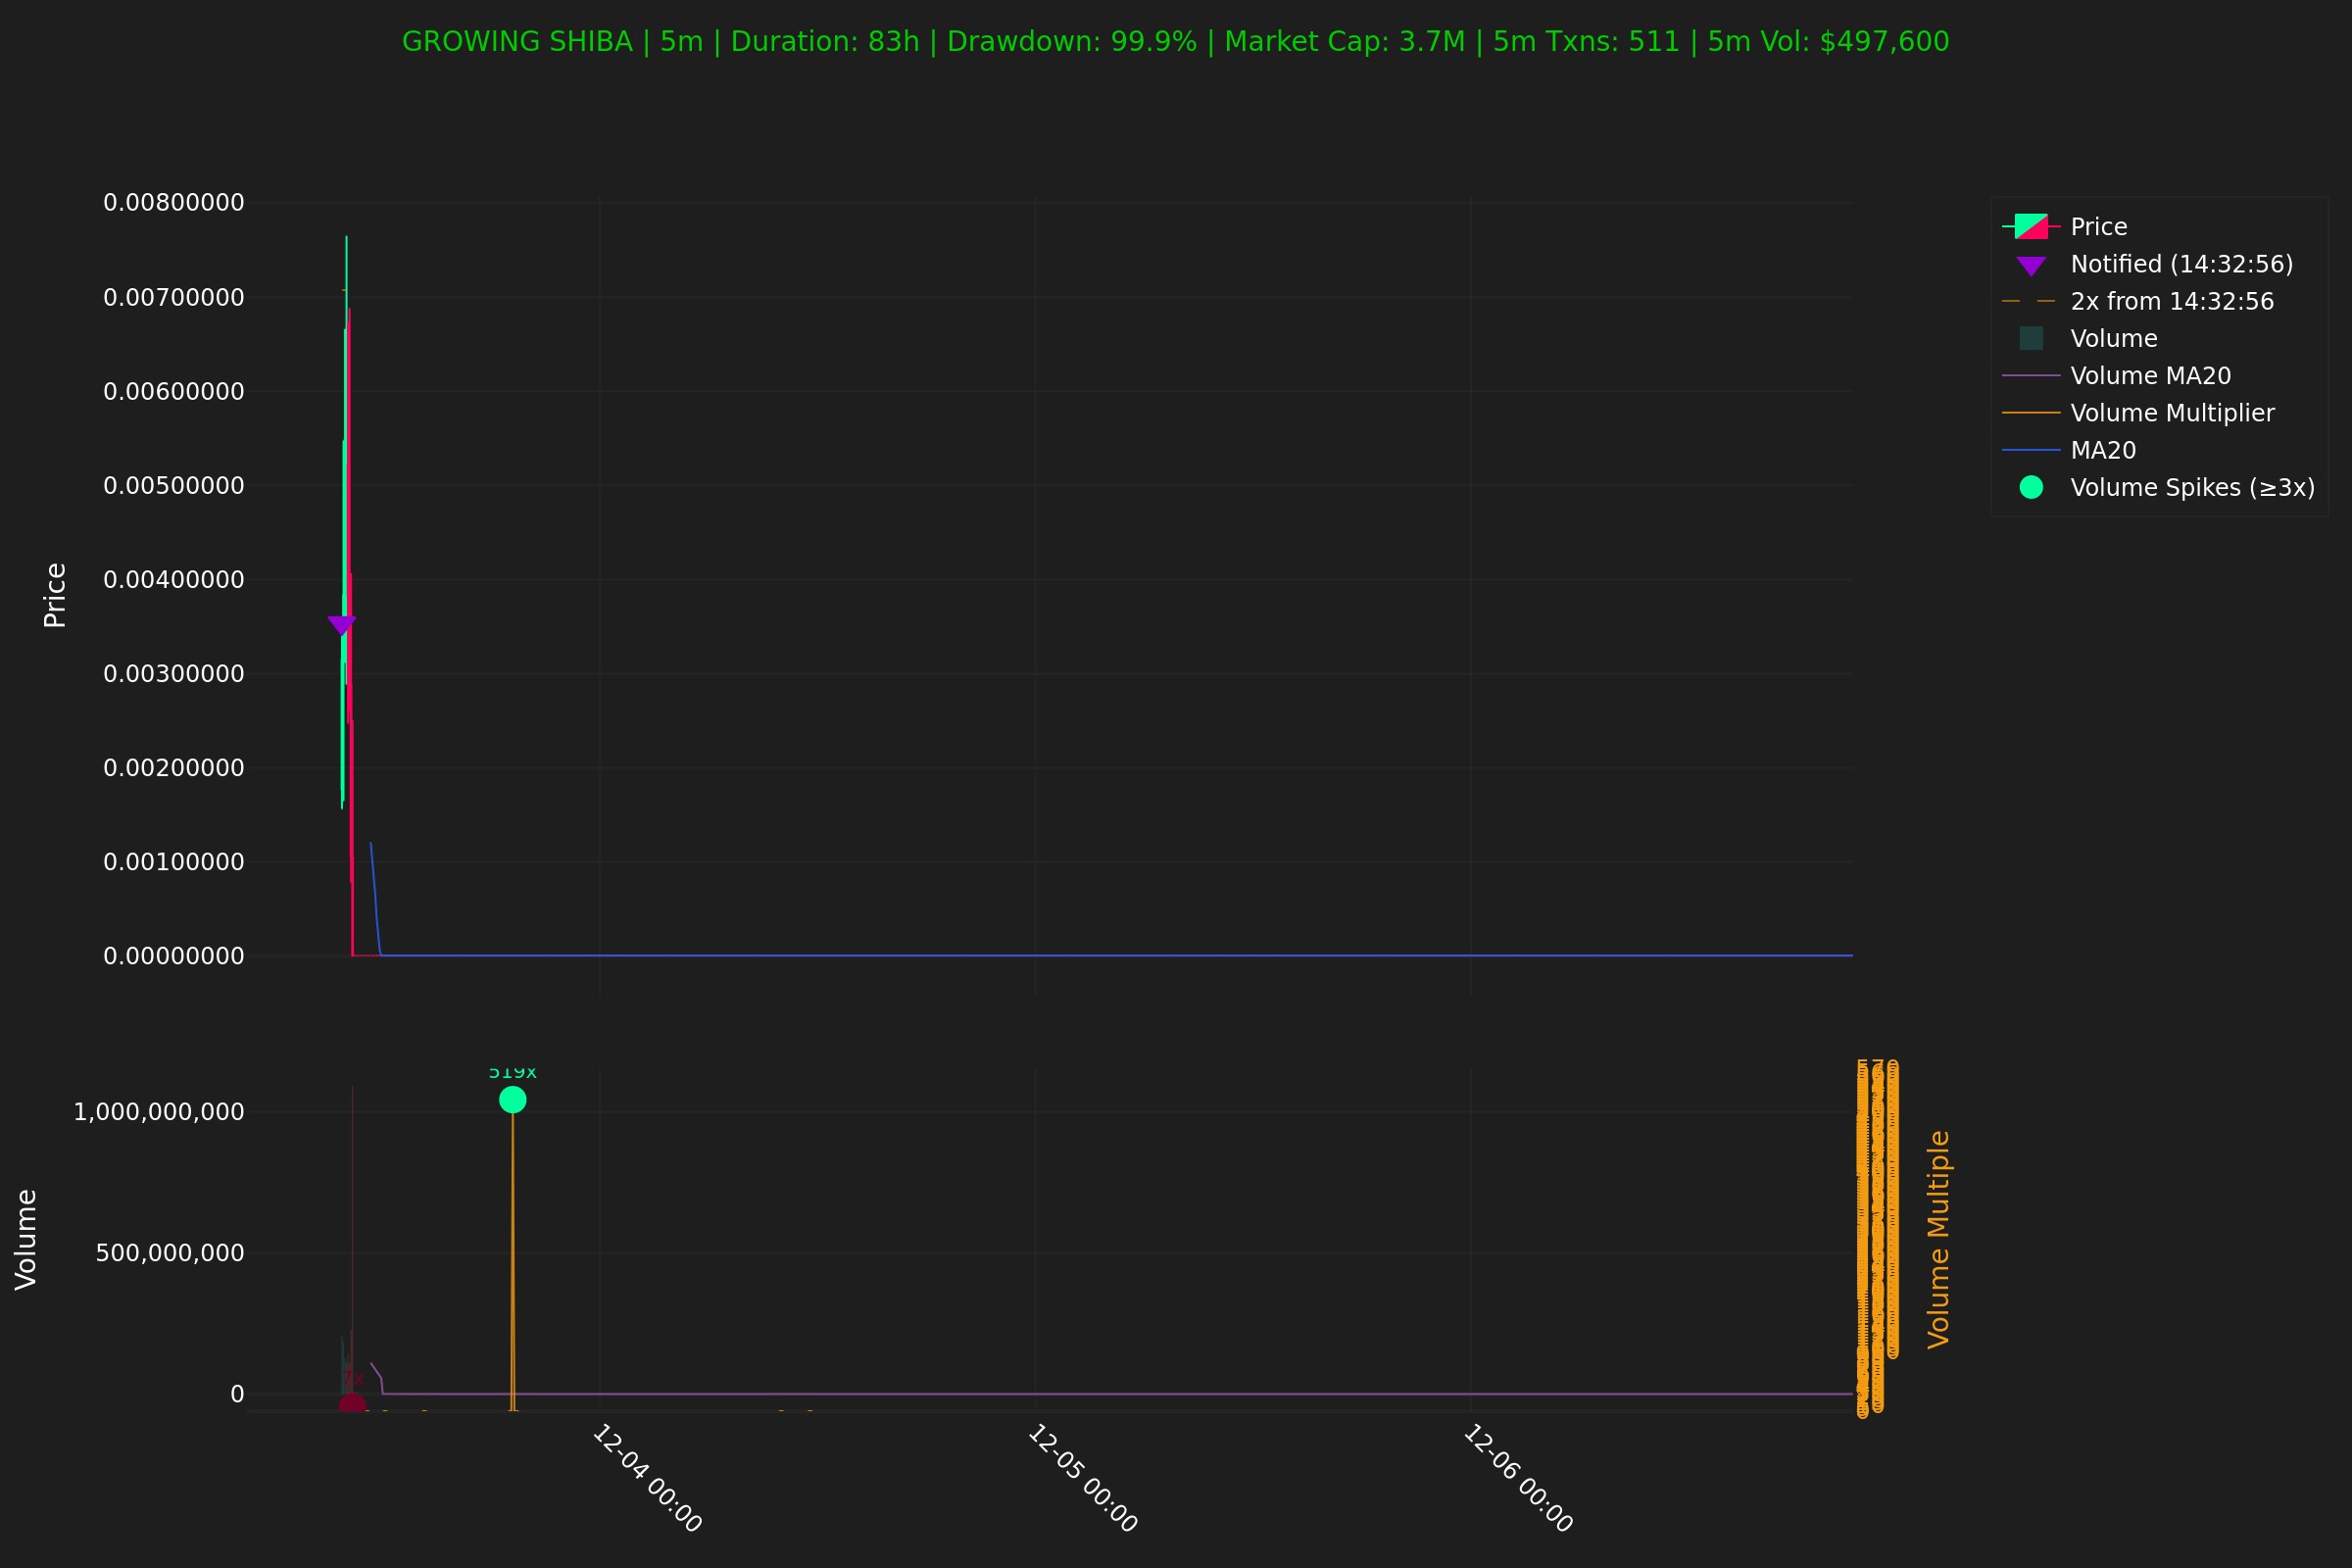 GROWING SHIBA | 5m | Duration: 83h | Drawdown: 99.9% | Market Cap: 3.7M | 5m Txns: 511 | 5m Vol: $497,600
Price
0.00800000
0.00700000
0.00600000
0.00500000
0.00400000
0.00300000
0.00200000
0.00100000
0.00000000
Price
Notified (14:32:56)
2x from 14:32:56
Volume
Volume MA20
Volume Multiplier
MA20
Volume Spikes (≥3x)
Volume
1,000,000,000
500,000,000
0
519x
Volume Multiple
12-04 00:00
12-05 00:00
12-06 00:00